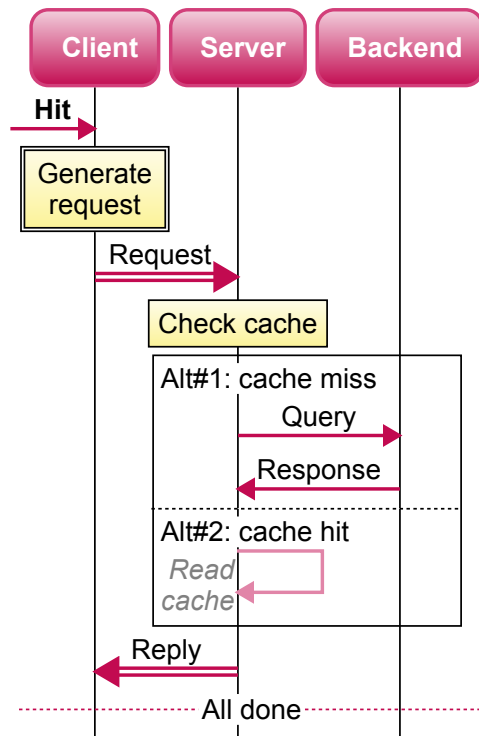 Client Server Backend
Hit
Generate
request
Request
Check cache
Alt#1: cache miss
Query
Response
Alt#2: cache hit
Read
cache
Reply
All done